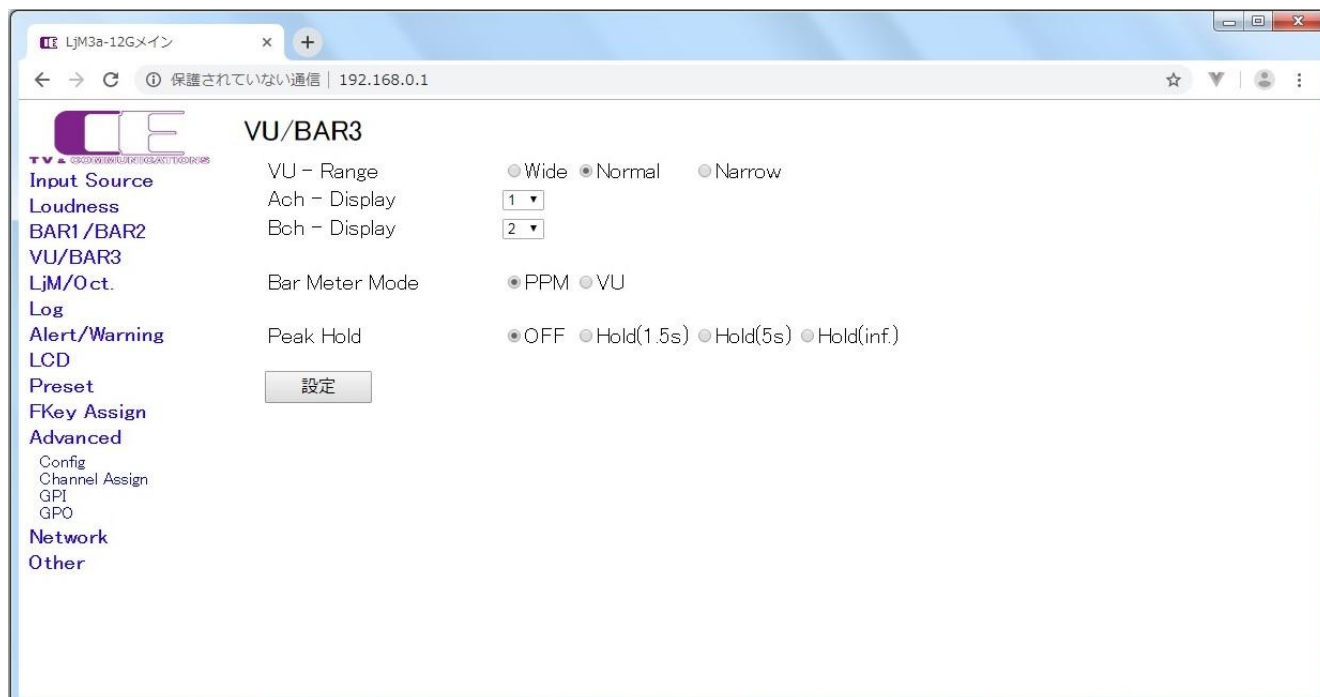 LjM3a-12Gメイン
保護されていない通信 | 192.168.0.1
TV & COMMUNICATIONS
Input Source
Loudness
BAR1/BAR2
VU/BAR3
LjM/Oct.
Log
Alert/Warning
LCD
Preset
FKey Assign
Advanced
Config
Channel Assign
GPI
GPO
Network
Other
VU/BAR3
VU - Range Wide Normal Narrow
Ach - Display 1
Bch - Display 2
Bar Meter Mode PPM VU
Peak Hold OFF Hold(1.5s) Hold(5s) Hold(inf.)
設定